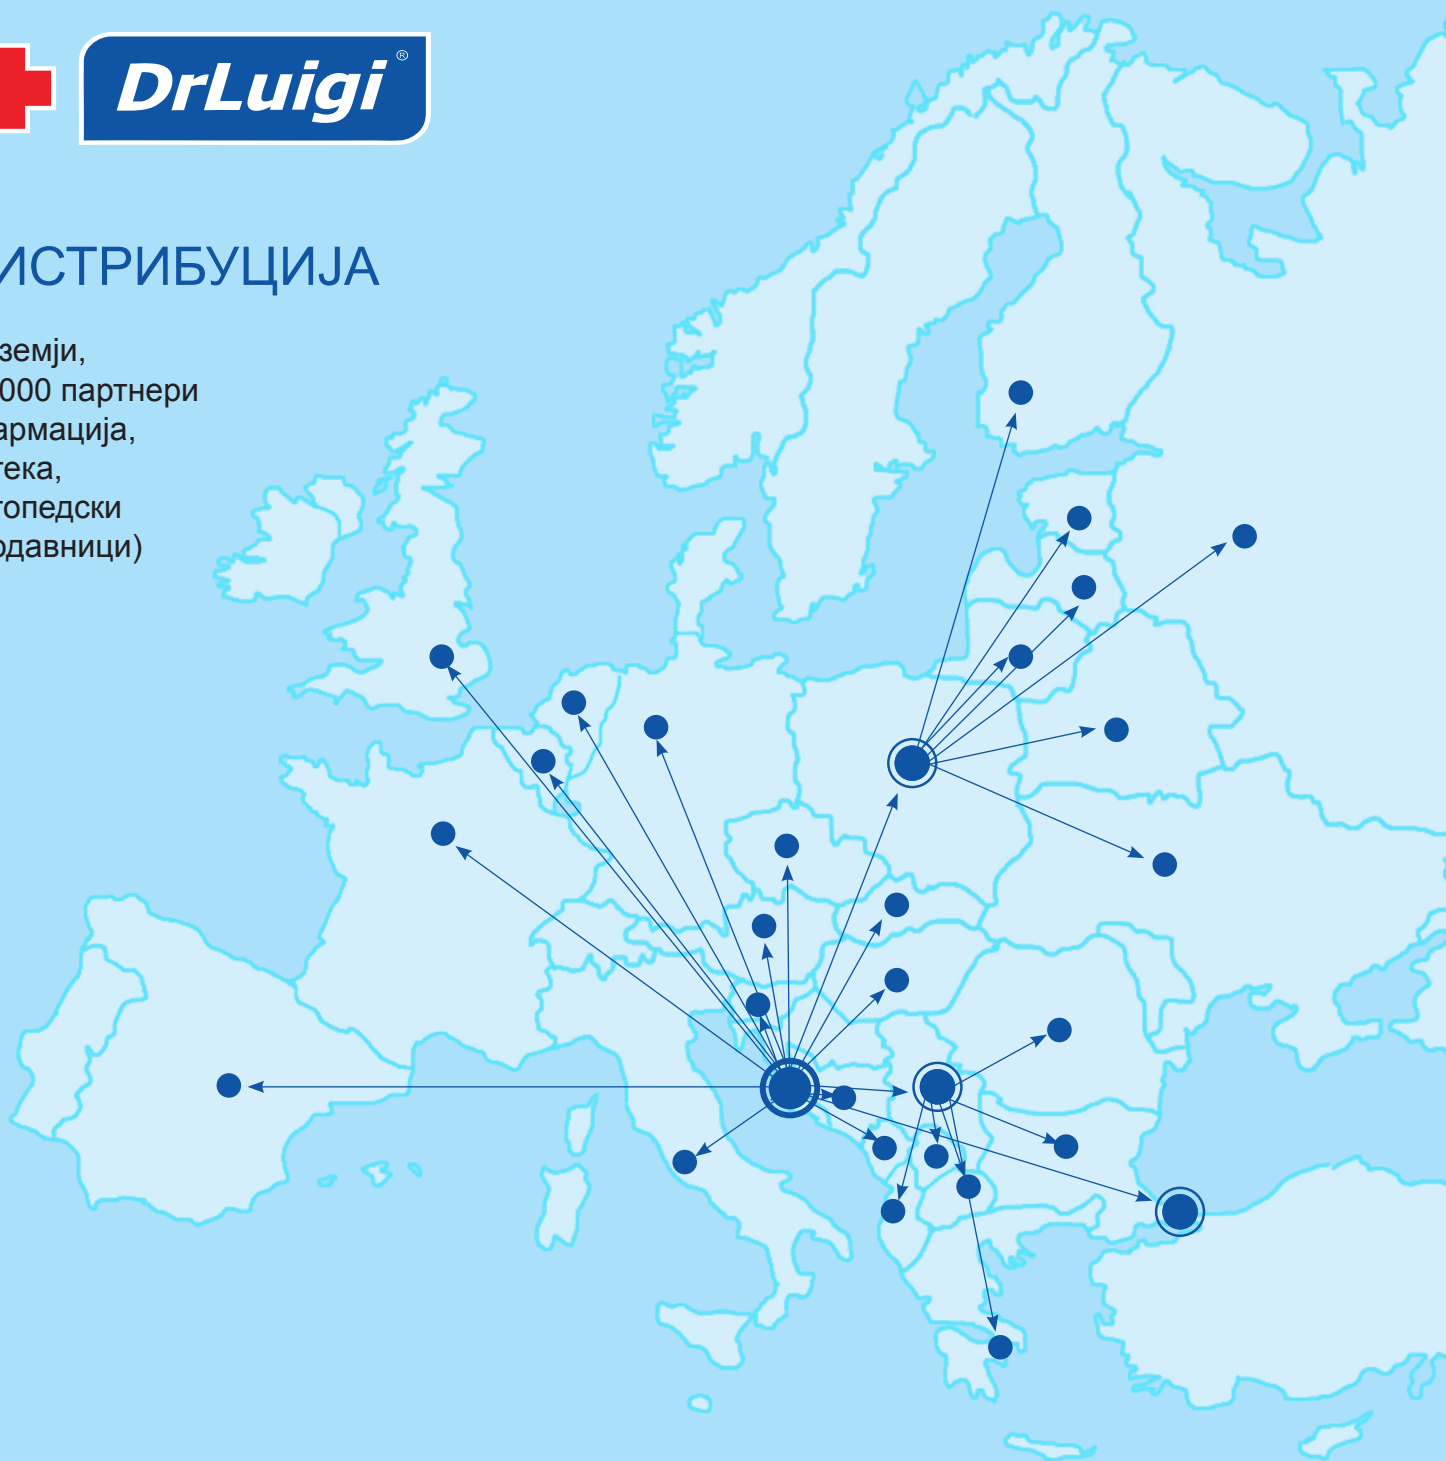 DrLuigi®
ИСТРИБУЦИЈА
земји,
000 партнери
армација,
тека,
топедски
одавници)